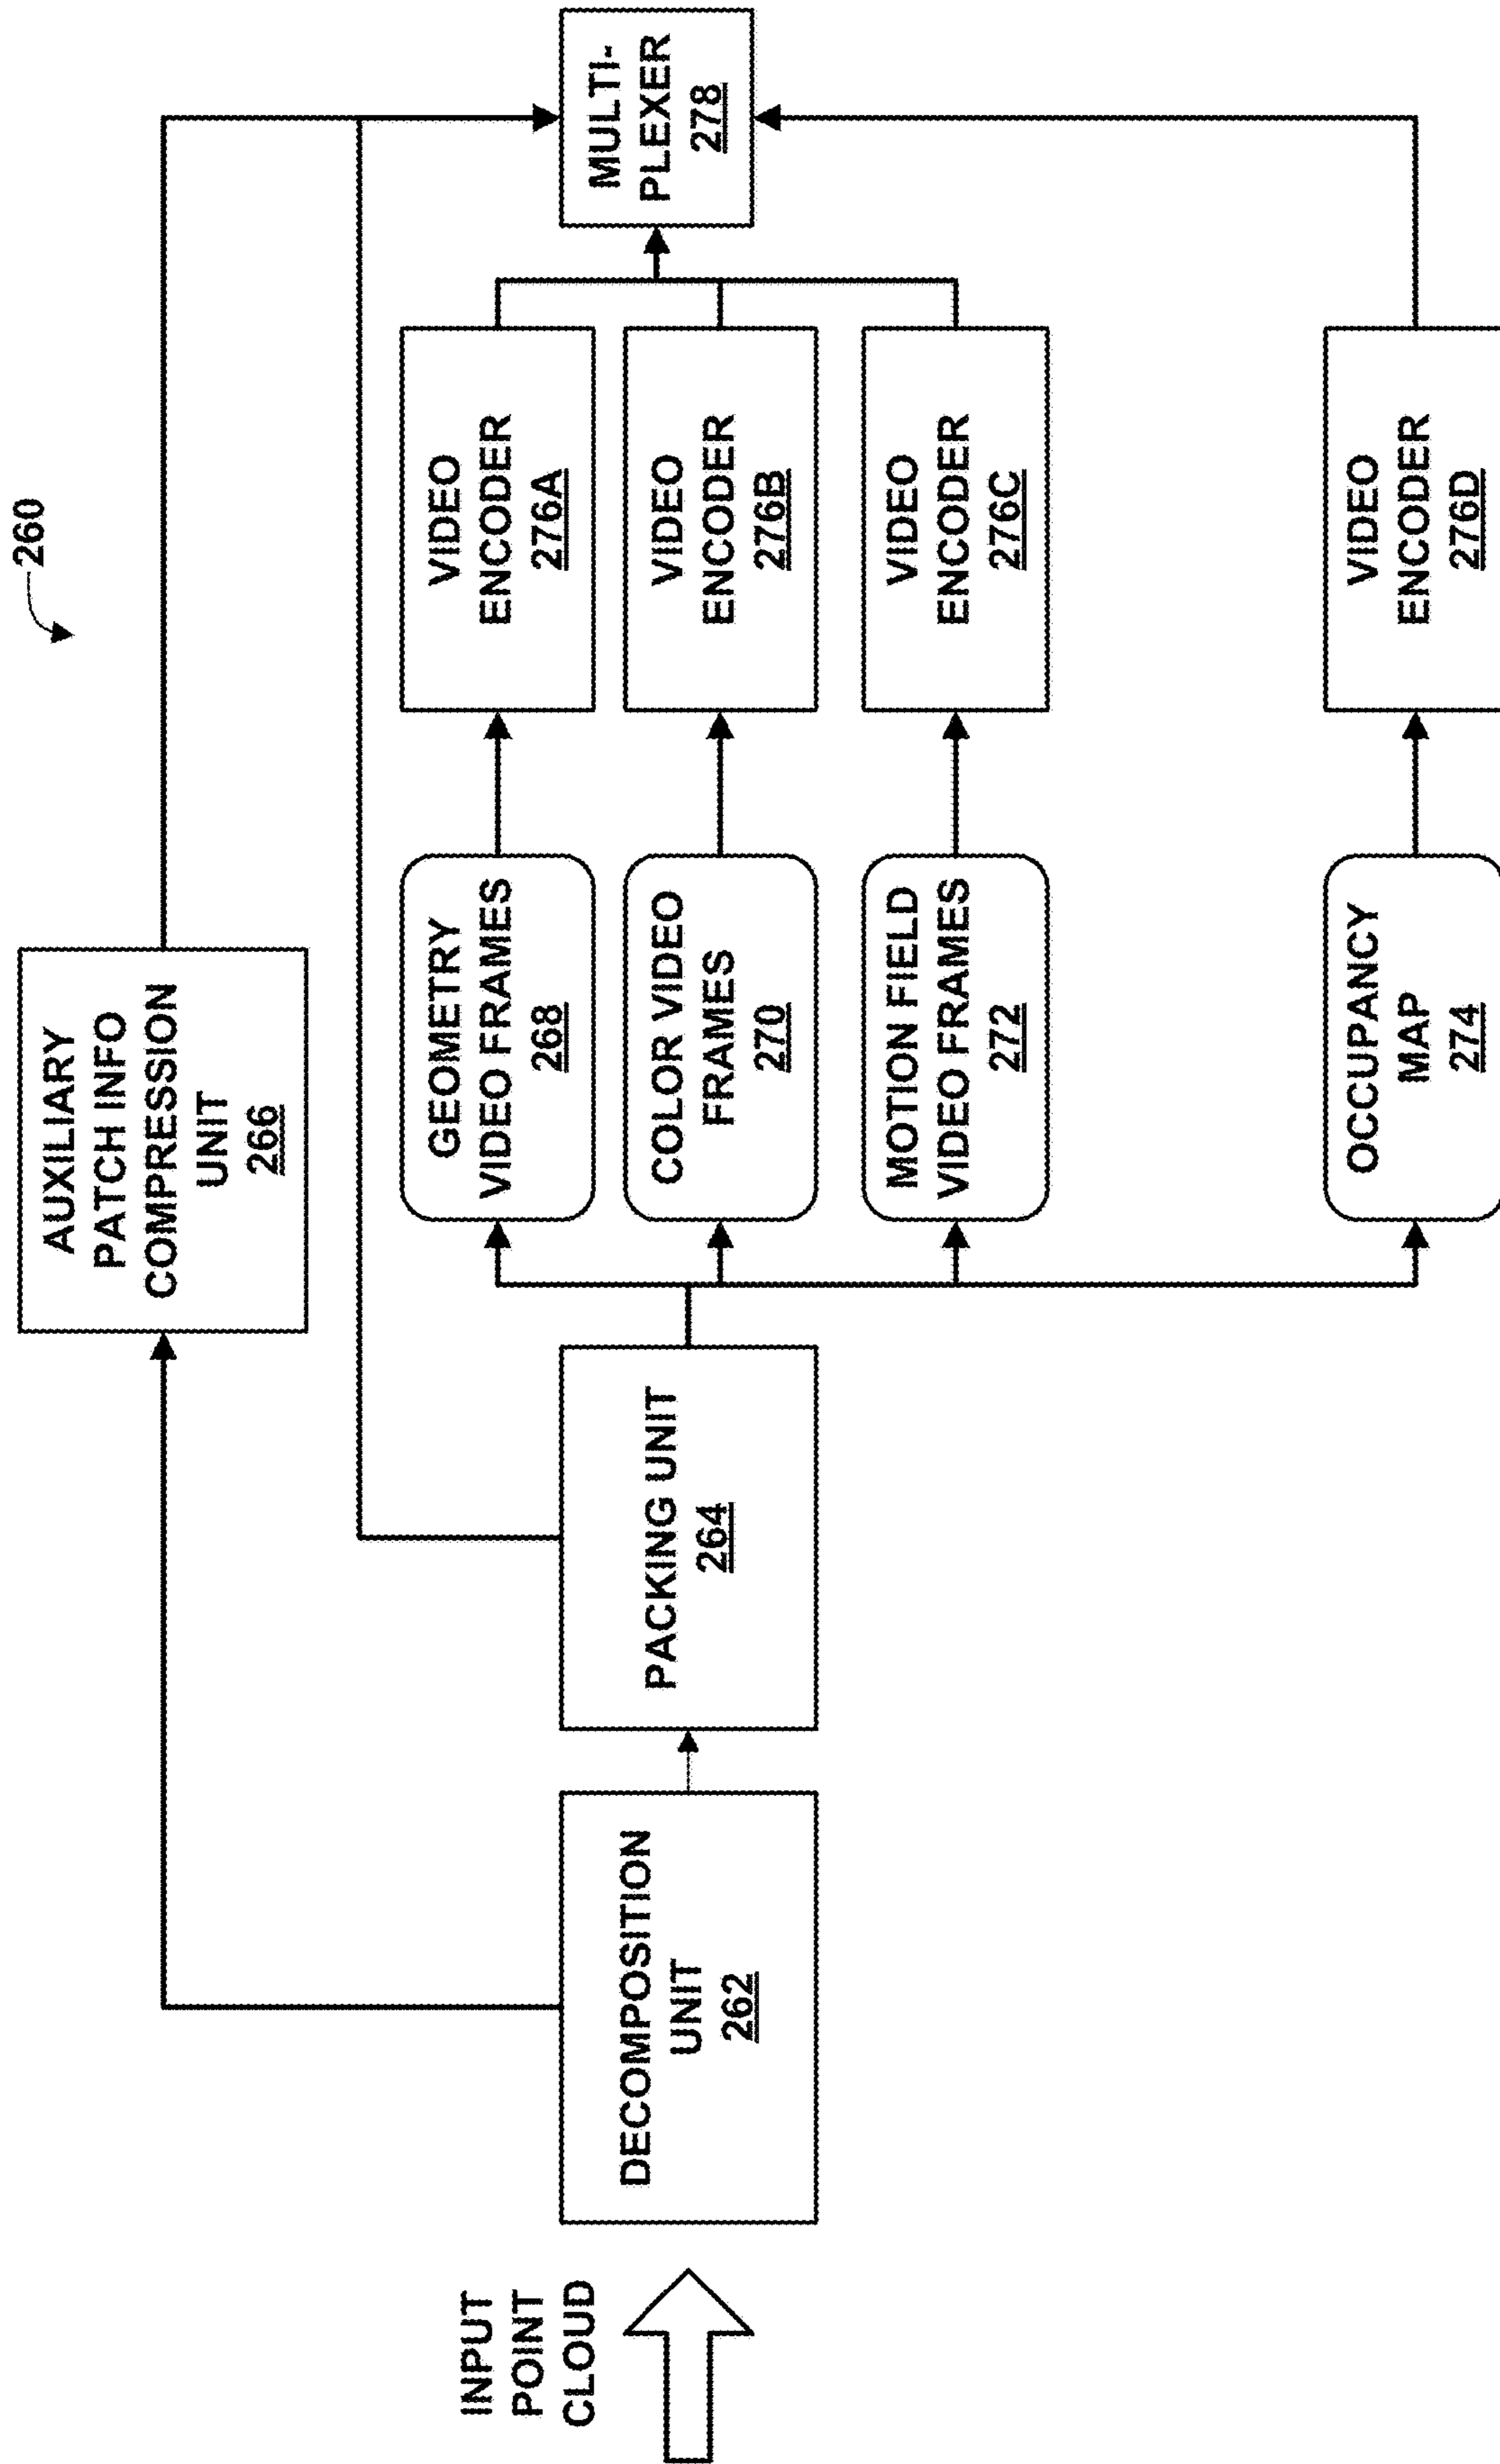 260
INPUT
POINT
CLOUD
DECOMPOSITION
UNIT
262
PACKING UNIT
264
AUXILIARY
PATCH INFO
COMPRESSION
UNIT
266
GEOMETRY
VIDEO FRAMES
268
COLOR VIDEO
FRAMES
270
MOTION FIELD
VIDEO FRAMES
272
OCCUPANCY
MAP
274
VIDEO
ENCODER
276A
VIDEO
ENCODER
276B
VIDEO
ENCODER
276C
VIDEO
ENCODER
276D
MULTI-
PLEXER
278